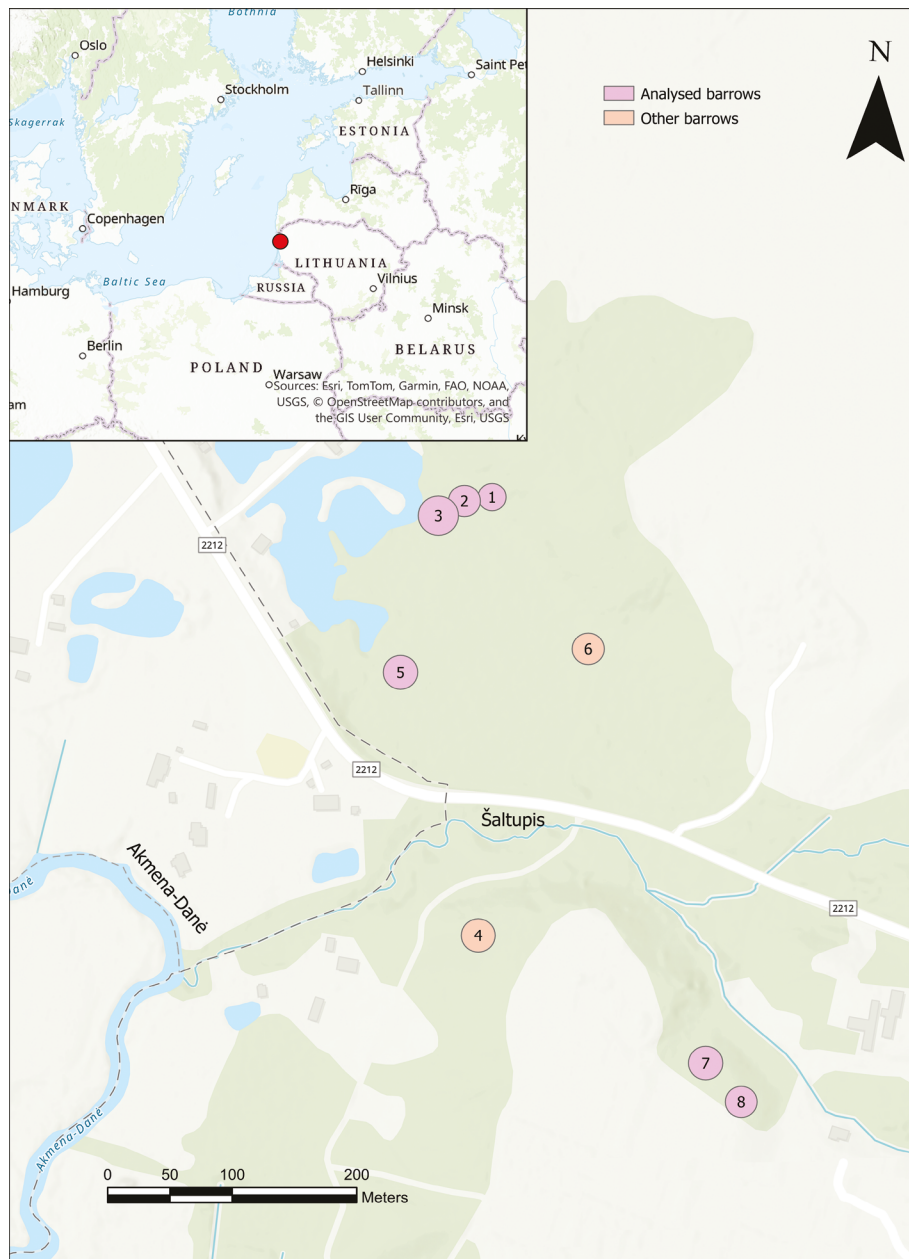 Bothnia
Oslo
Helsinki
Saint Pet
Stockholm
Tallinn
Skagerrak
ESTONIA
Rīga
NMARK
Copenhagen
LITHUANIA
Baltic Sea
Vilnius
RUSSIA
Hamburg
Minsk
Berlin
BELARUS
POLAND
Warsaw
Sources: Esri, TomTom, Garmin, FAO, NOAA,
USGS, © OpenStreetMap contributors, and
the GIS User Community, Esri, USGS
am
K
N
Analysed barrows
Other barrows
1
2
3
2212
6
5
2212
Šaltupis
Akmena-Danė
anė
2212
4
7
8
Akmena-Danė
0 50 100 200
Meters